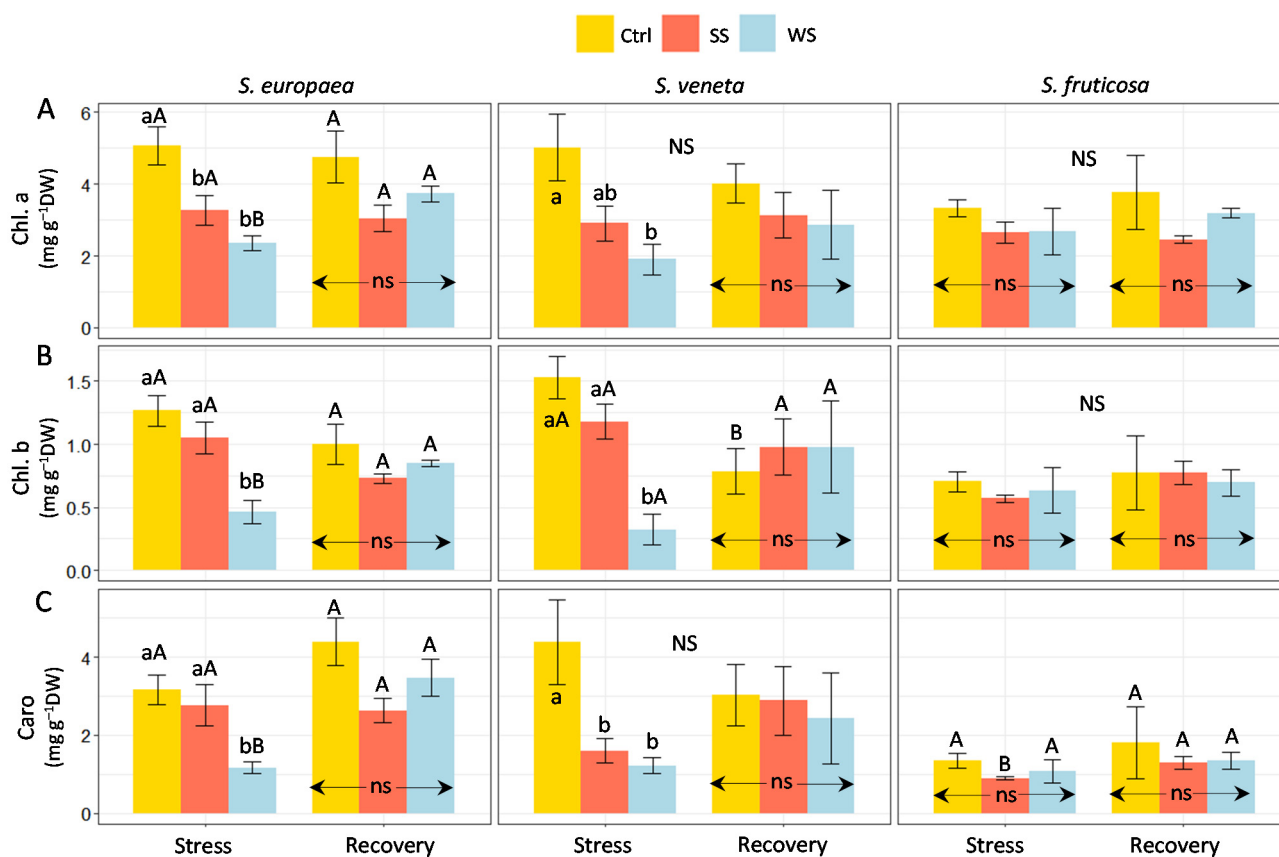 Ctrl SS WS
S. europaea S. veneta S. fruticosa
A
Chl. a
(mg g⁻¹DW)
6
4
2
0
aA bA bB A A A
ns
a ab b NS
ns
NS
ns ns
B
Chl. b
(mg g⁻¹DW)
1.5
1.0
0.5
0.0
aA aA bB A A A
ns
aA aA bA B A A
ns
NS
ns ns
C
Caro
(mg g⁻¹DW)
4
2
0
aA aA bB A A A
ns
a b b NS
ns
A B A A A A
ns ns
Stress Recovery Stress Recovery Stress Recovery